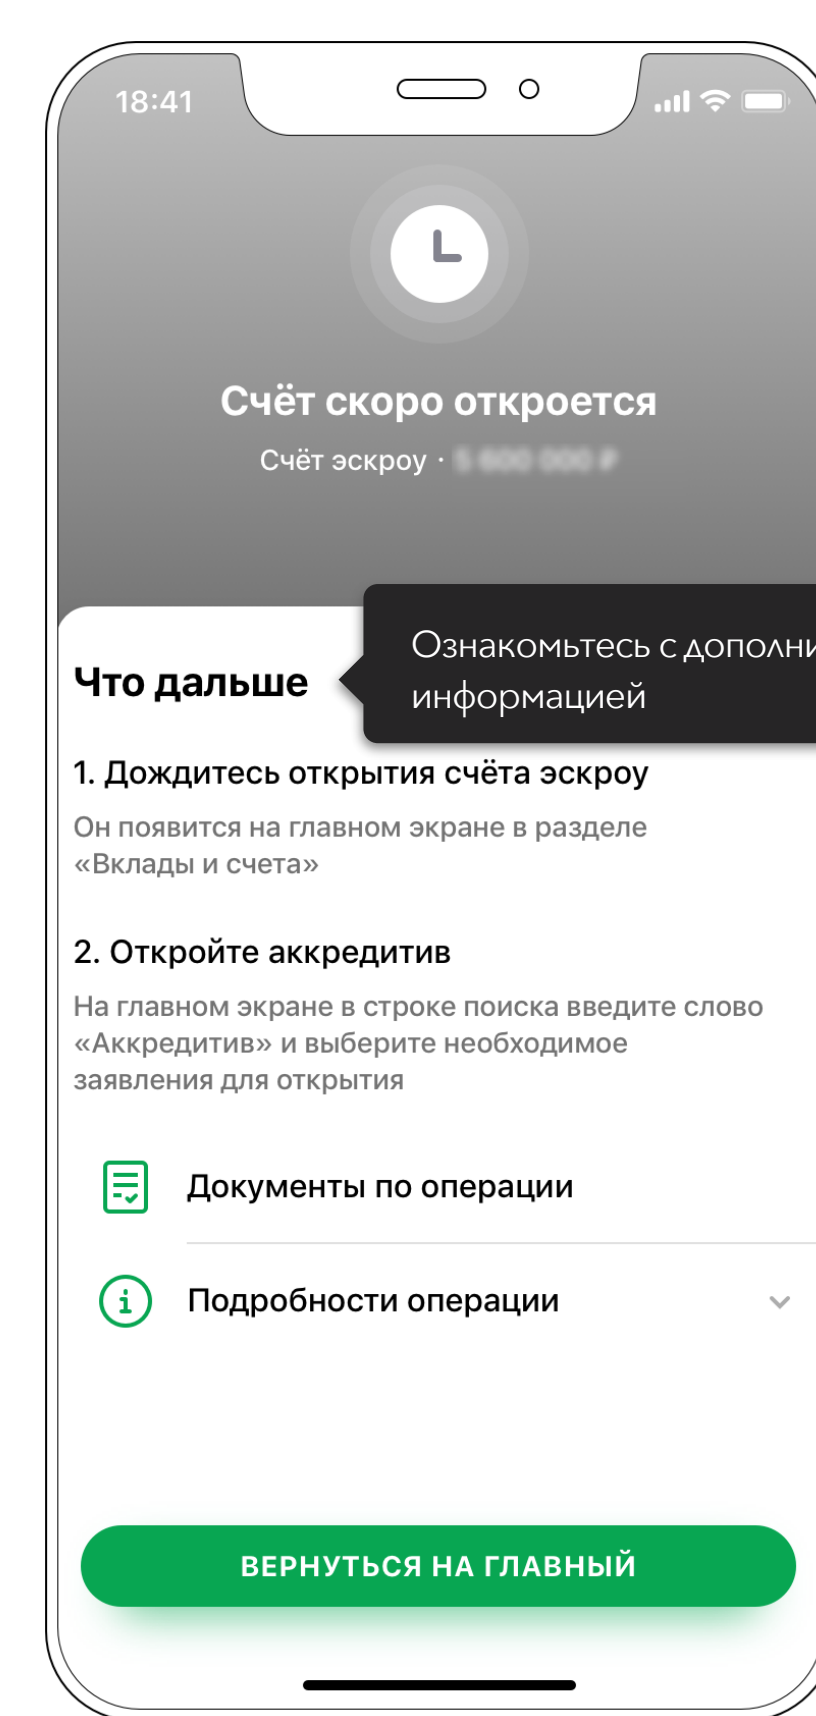 18:41
Счёт скоро откроется
Счёт эскроу ·
Ознакомьтесь с
информацией
Что дальше
1. Дождитесь открытия счёта эскроу
Он появится на главном экране в разделе
«Вклады и счета»
2. Откройте аккредитив
На главном экране в строке поиска введите слово
«Аккредитив» и выберите необходимое
заявления для открытия
Документы по операции
Подробности операции
ВЕРНУТЬСЯ НА ГЛАВНЫЙ